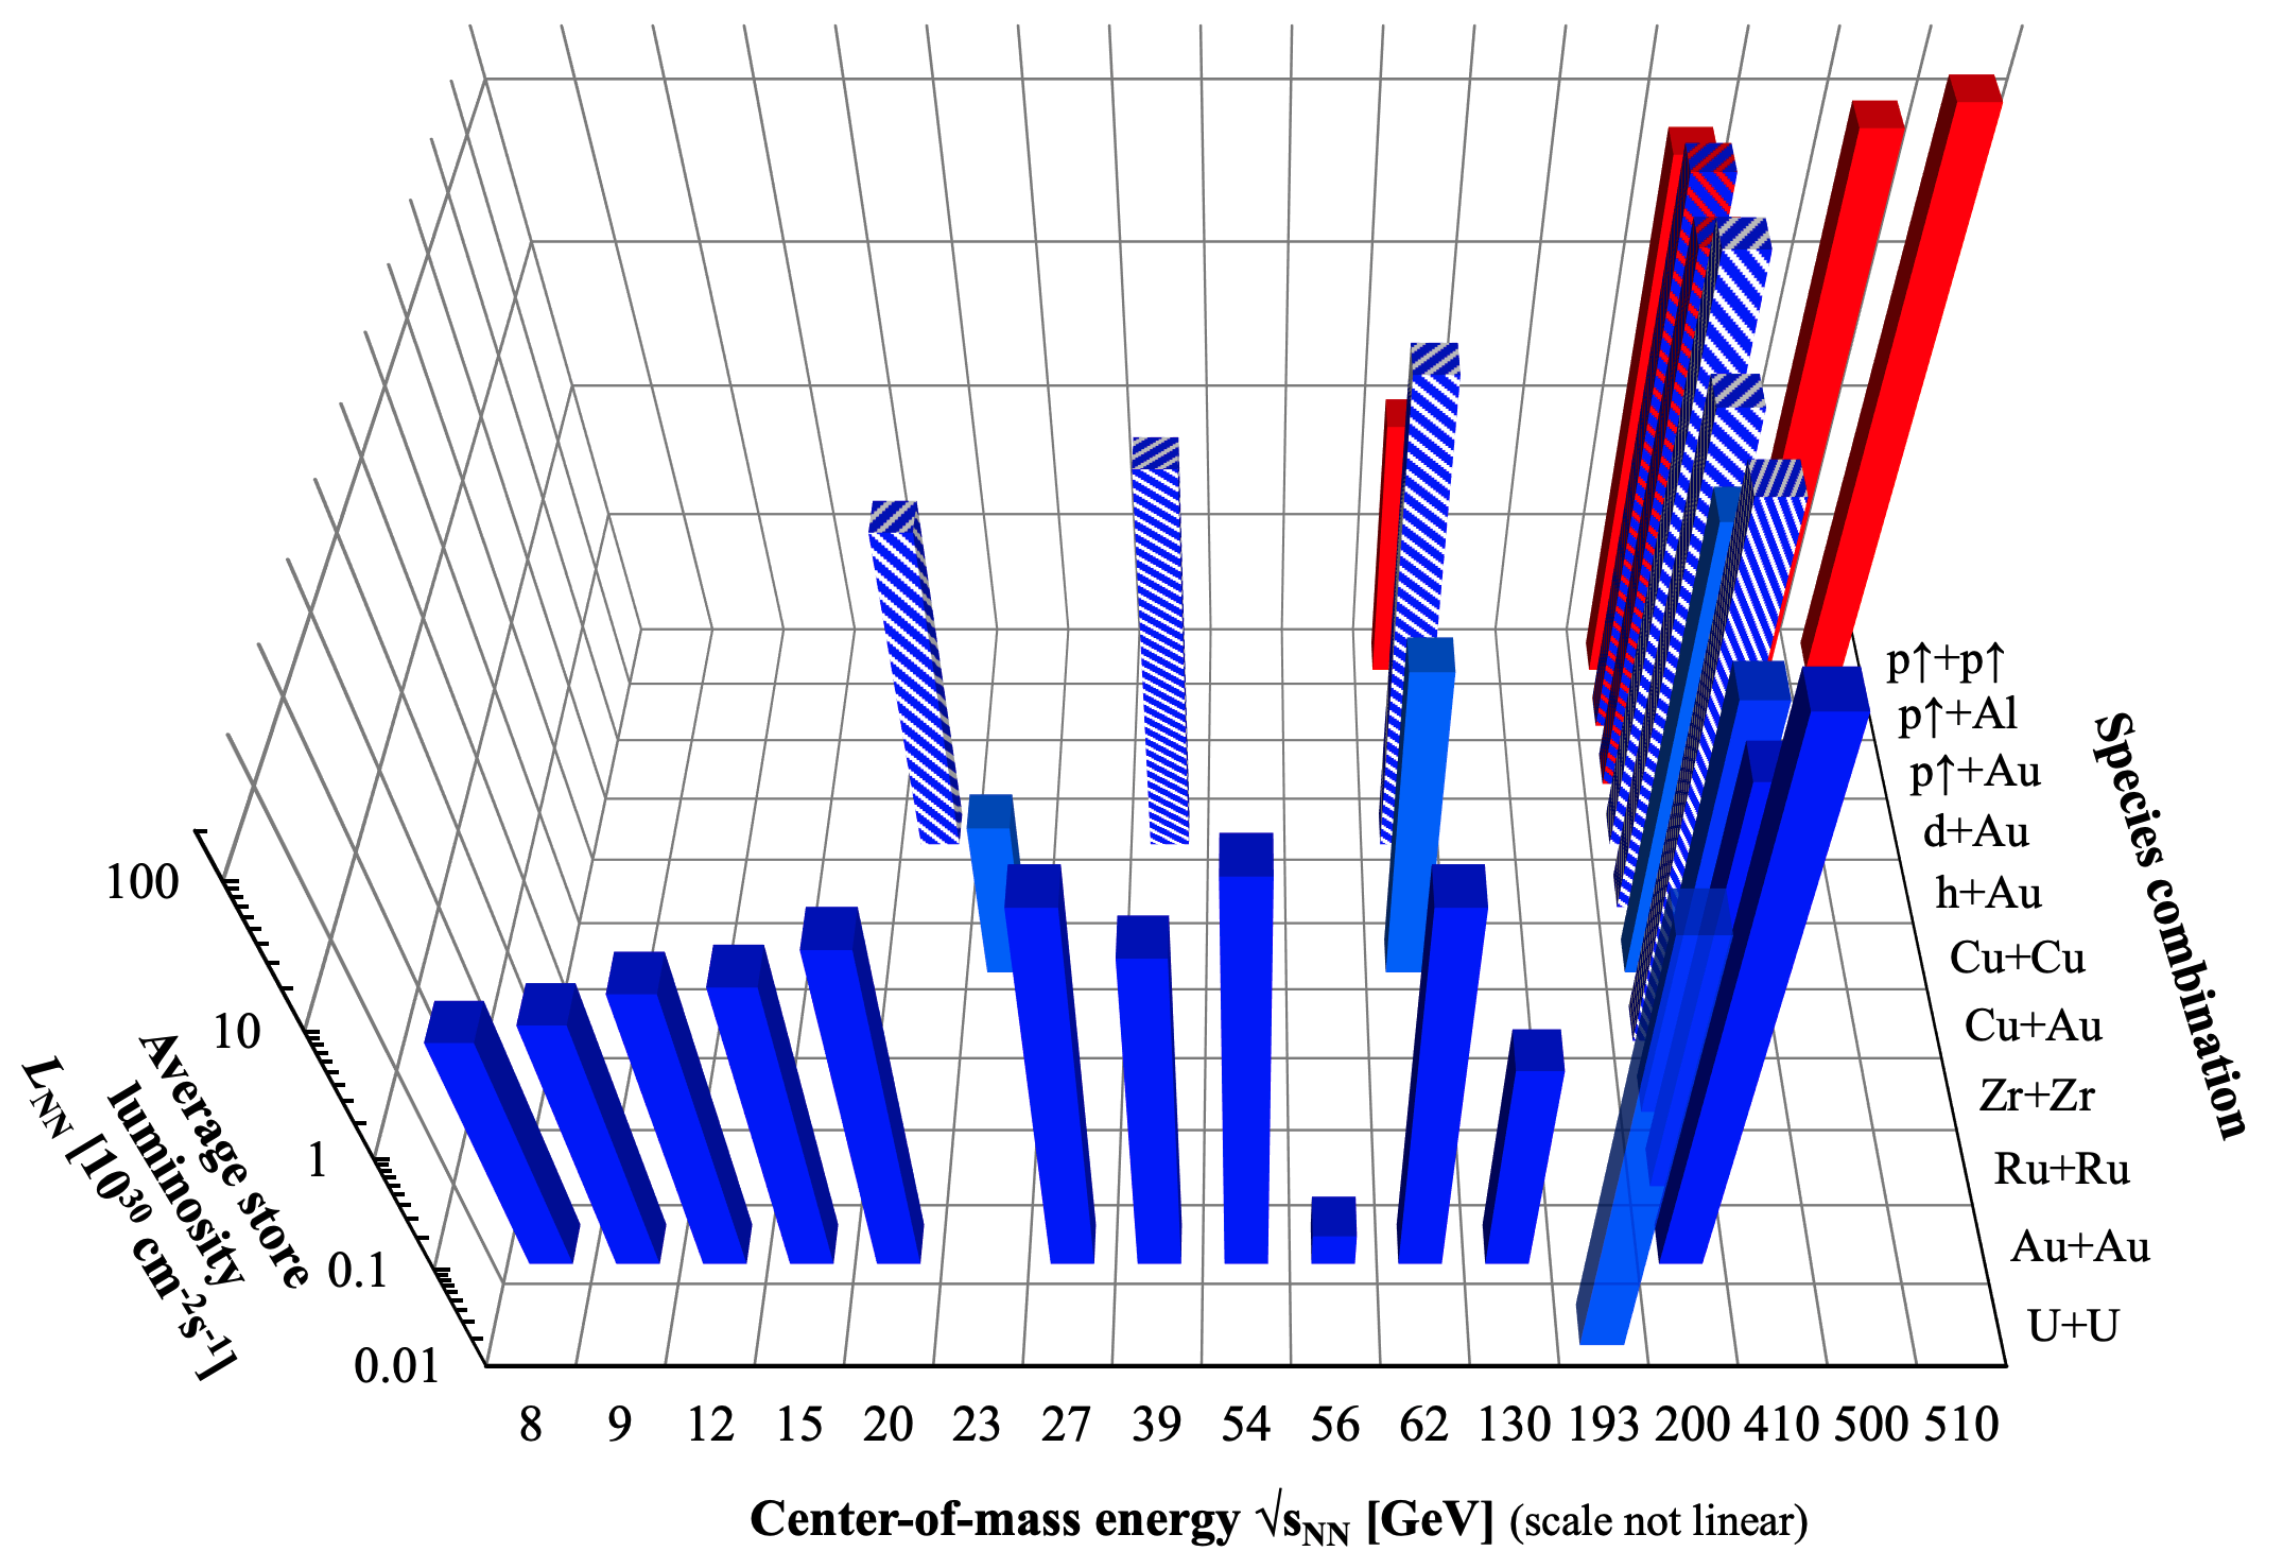 100
10
1
0.1
0.01
Average store
luminosity
L_NN [10³⁰ cm⁻²s⁻¹]
8 9 12 15 20 23 27 39 54 56 62 130 193 200 410 500 510
Center-of-mass energy √s_NN [GeV] (scale not linear)
p↑+p↑
p↑+Al
p↑+Au
d+Au
h+Au
Cu+Cu
Cu+Au
Zr+Zr
Ru+Ru
Au+Au
U+U
Species combination